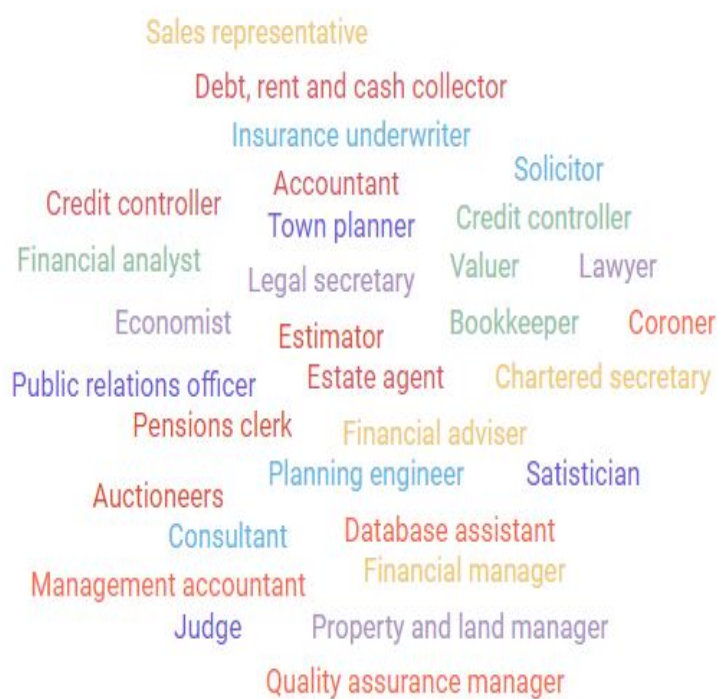 Sales representative
Debt, rent and cash collector
Insurance underwriter
Solicitor
Accountant
Credit controller
Town planner
Credit controller
Financial analyst
Legal secretary
Valuer
Lawyer
Economist
Estimator
Bookkeeper
Coroner
Public relations officer
Estate agent
Chartered secretary
Pensions clerk
Financial adviser
Planning engineer
Satistician
Auctioneers
Consultant
Database assistant
Management accountant
Financial manager
Judge
Property and land manager
Quality assurance manager